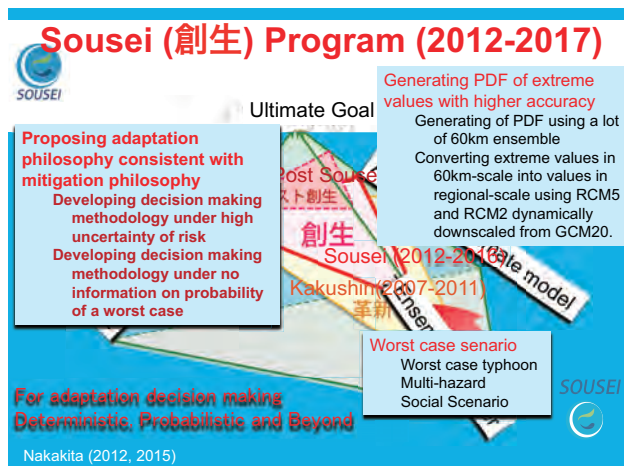 Sousei (創生) Program (2012-2017)
SOUSEI
Ultimate Goal
Generating PDF of extreme
values with higher accuracy
Generating of PDF using a lot
of 60km ensemble
Converting extreme values in
60km-scale into values in
regional-scale using RCM5
and RCM2 dynamically
downscaled from GCM20.
Proposing adaptation
philosophy consistent with
mitigation philosophy
Developing decision making
methodology under high
uncertainty of risk
Developing decision making
methodology under no
information on probability
of a worst case
Post Souse
スト創生
創生
Sousei (2012-2016)
Kakushin(2007-2011)
革新
mate model
Ensem
Worst case senario
Worst case typhoon
Multi-hazard
Social Scenario
For adaptation decision making
Deterministic, Probabilistic and Beyond
SOUSEI
Nakakita (2012, 2015)